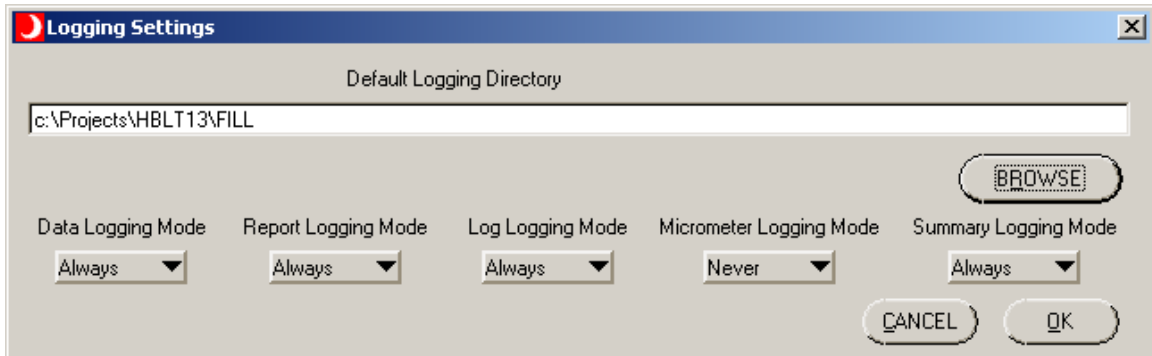 Logging Settings
Default Logging Directory
c:\Projects\HBLT13\FILL
BROWSE
Data Logging Mode Report Logging Mode Log Logging Mode Micrometer Logging Mode Summary Logging Mode
Always Always Always Never Always
CANCEL OK